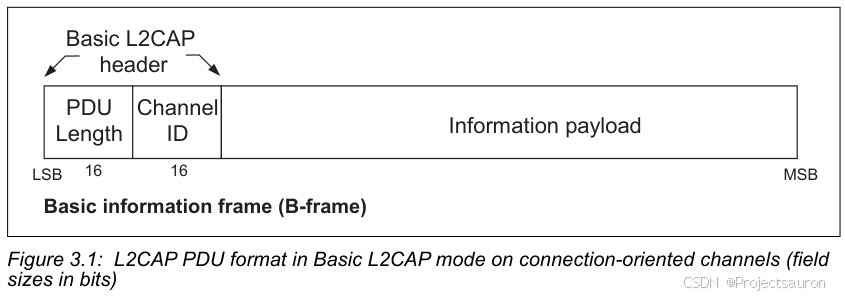 Basic L2CAP
header
PDU Length
Channel ID
Information payload
LSB
16
16
MSB
Basic information frame (B-frame)
Figure 3.1: L2CAP PDU format in Basic L2CAP mode on connection-oriented channels (field
sizes in bits)
CSDN @Projectsauron